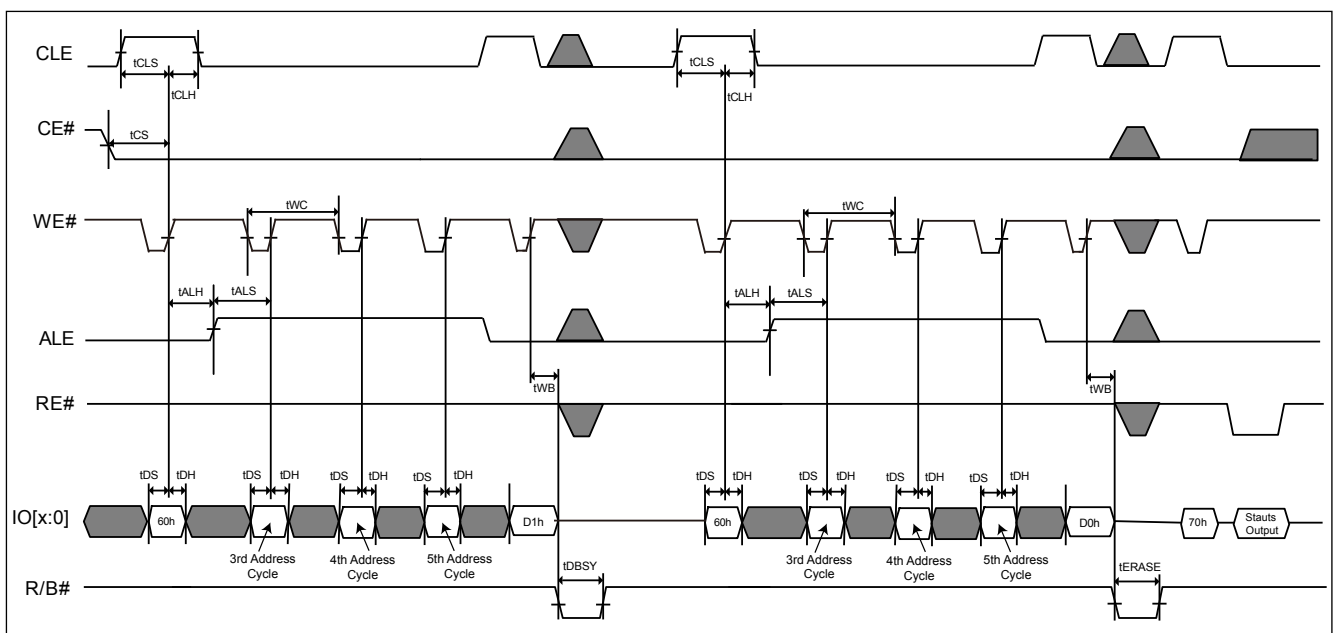 CLE
tCLS
tCLH
tCLS
tCLH
CE#
tCS
WE#
tWC
tWC
tALH
tALS
tALH
tALS
ALE
tWB
tWB
RE#
tDS
tDH
tDS
tDH
tDS
tDH
tDS
tDH
tDS
tDH
tDS
tDH
tDS
tDH
tDS
tDH
IO[x:0]
60h
D1h
60h
D0h
70h
Stauts
Output
3rd Address
Cycle
4th Address
Cycle
5th Address
Cycle
3rd Address
Cycle
4th Address
Cycle
5th Address
Cycle
tDBSY
tERASE
R/B#